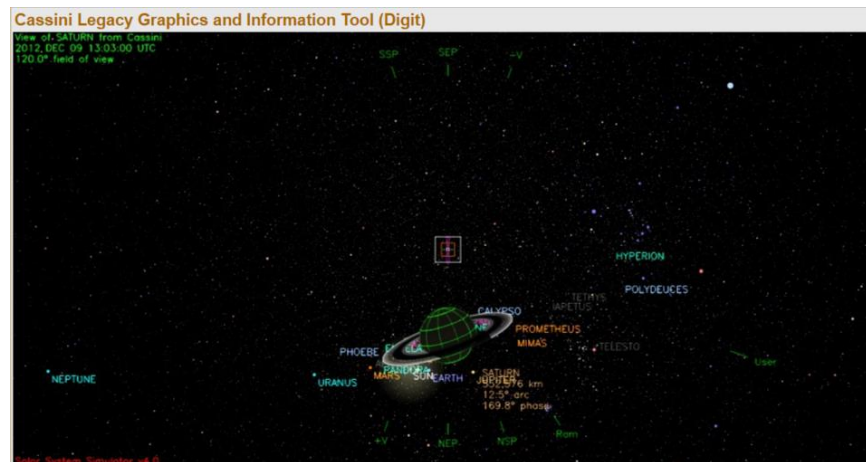 Cassini Legacy Graphics and Information Tool (Digit)
View of SATURN from Cassini
2012, DEC 09 13:03:00 UTC
120.0° field of view
SSP
SEP
-V
HYPERION
POLYDEUCES
TETHYS
IAPETUS
CALYPSO
PROMETHEUS
MIMAS
TELESTO
PHOEBE
PANDORA
MARS
SUN
EARTH
JUPITER
SATURN
12.5° arc
169.8° phase
NEPTUNE
URANUS
User
+V
NEP
NSP
Ram
Solar System Simulator v4.0